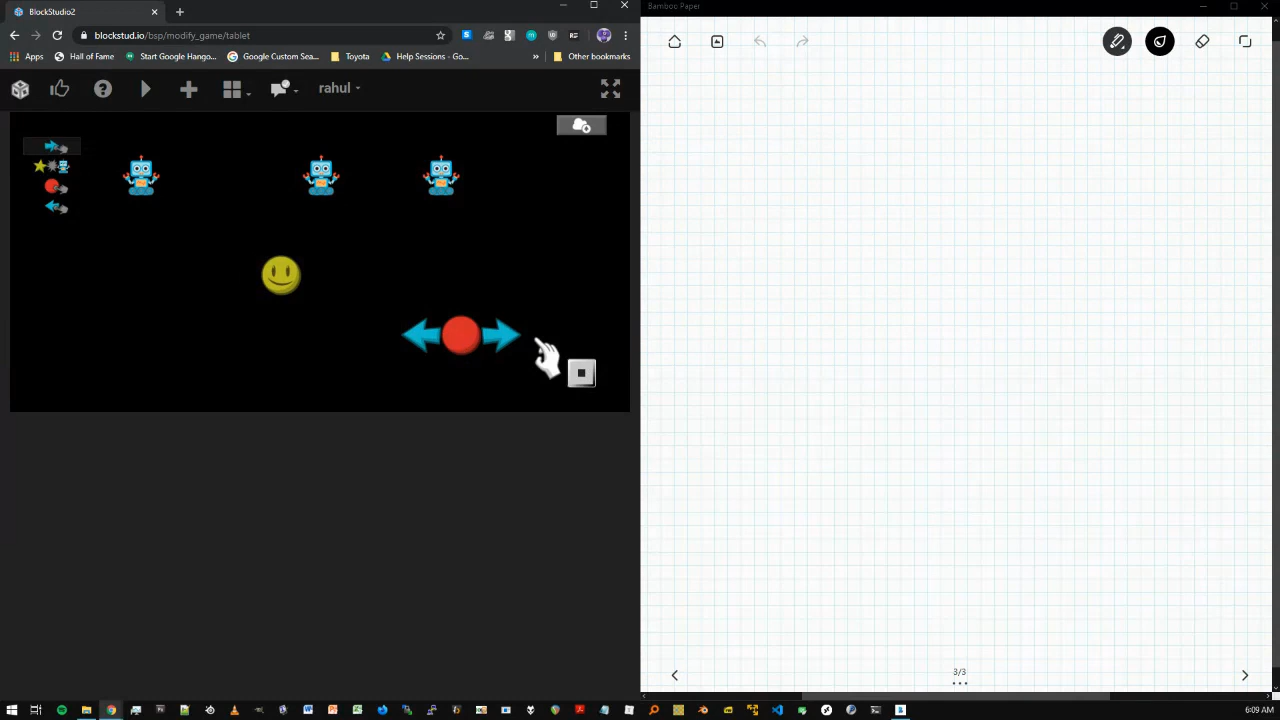 BlockStudio2
Bamboo Paper
blockstud.io/bsp/modify_game/tablet
Apps
Hall of Fame
Start Google Hango...
Google Custom Sea...
Toyota
Help Sessions - Go...
»
Other bookmarks
rahul
3/3
6:09 AM